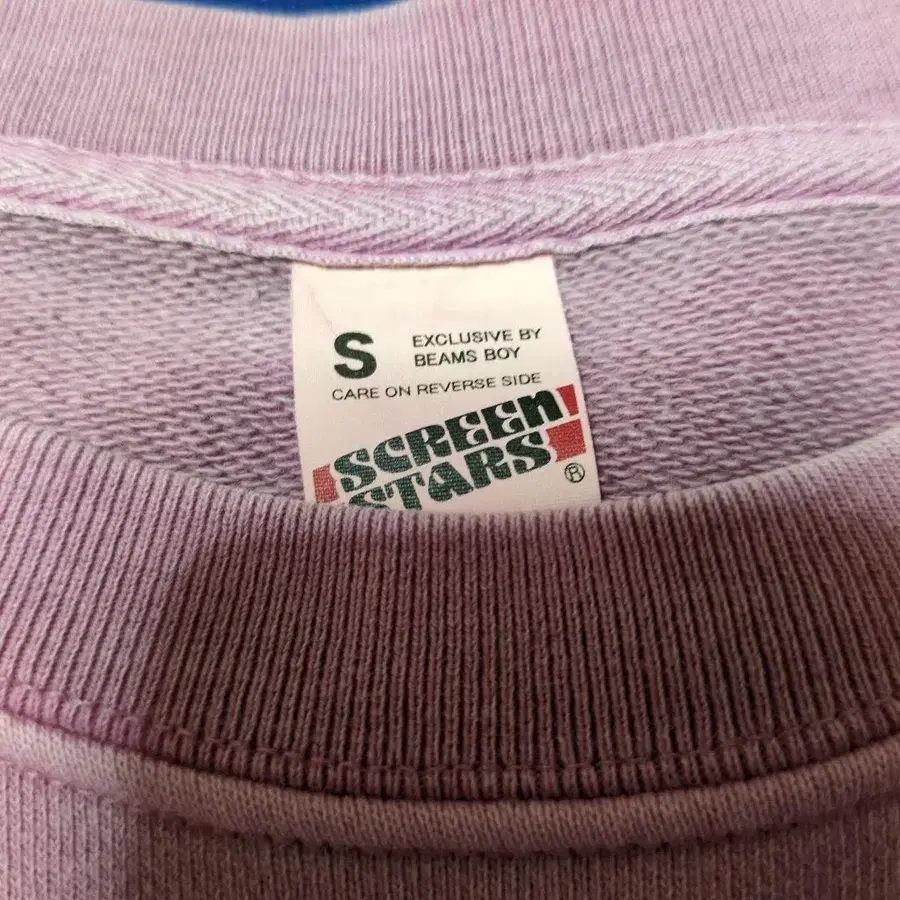 S
EXCLUSIVE BY
BEAMS BOY
CARE ON REVERSE SIDE
SCREEN
STARS
®